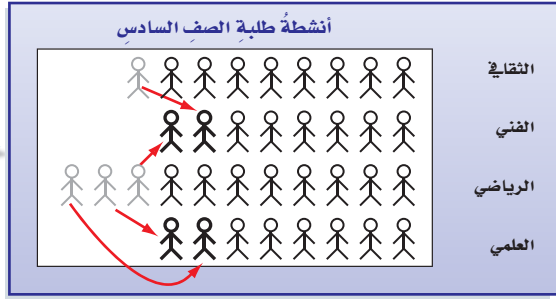 أنشطةُ طلبةِ الصفِ السادسِ
الثقافي
الفني
الرياضي
العلمي